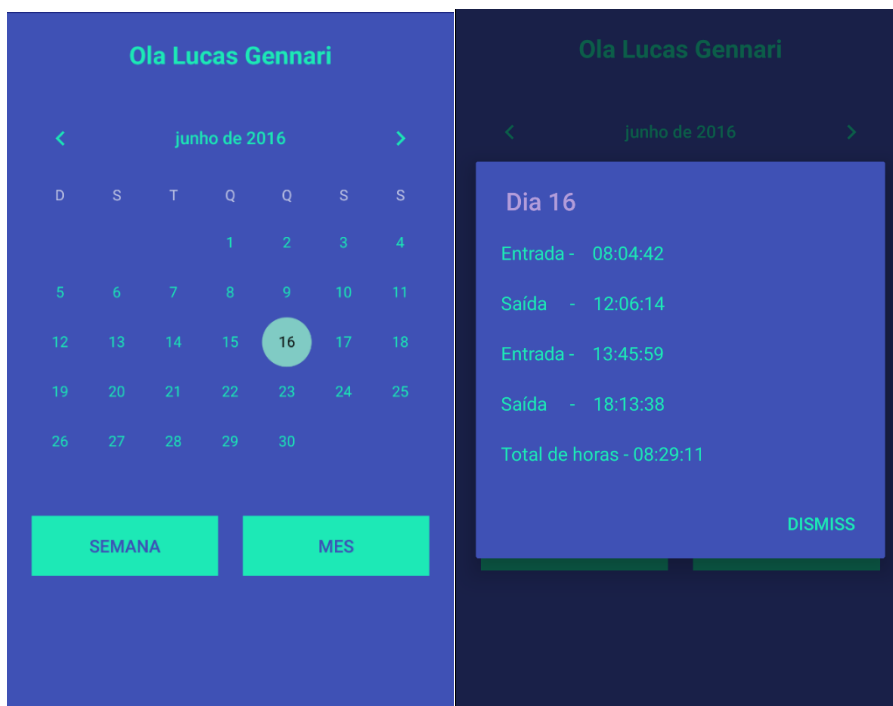 Ola Lucas Gennari
junho de 2016
D S T Q Q S S
1 2 3 4
5 6 7 8 9 10 11
12 13 14 15 16 17 18
19 20 21 22 23 24 25
26 27 28 29 30
SEMANA MES
Ola Lucas Gennari
junho de 2016
Dia 16
Entrada - 08:04:42
Saída - 12:06:14
Entrada - 13:45:59
Saída - 18:13:38
Total de horas - 08:29:11
DISMISS